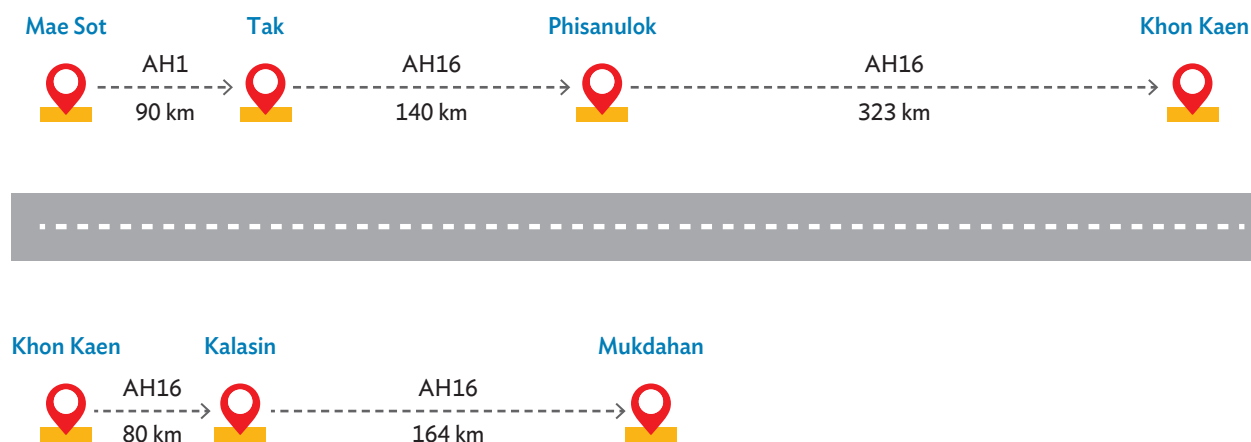 Mae Sot Tak Phisanulok Khon Kaen
AH1 AH16 AH16
90 km 140 km 323 km
Khon Kaen Kalasin Mukdahan
AH16 AH16
80 km 164 km